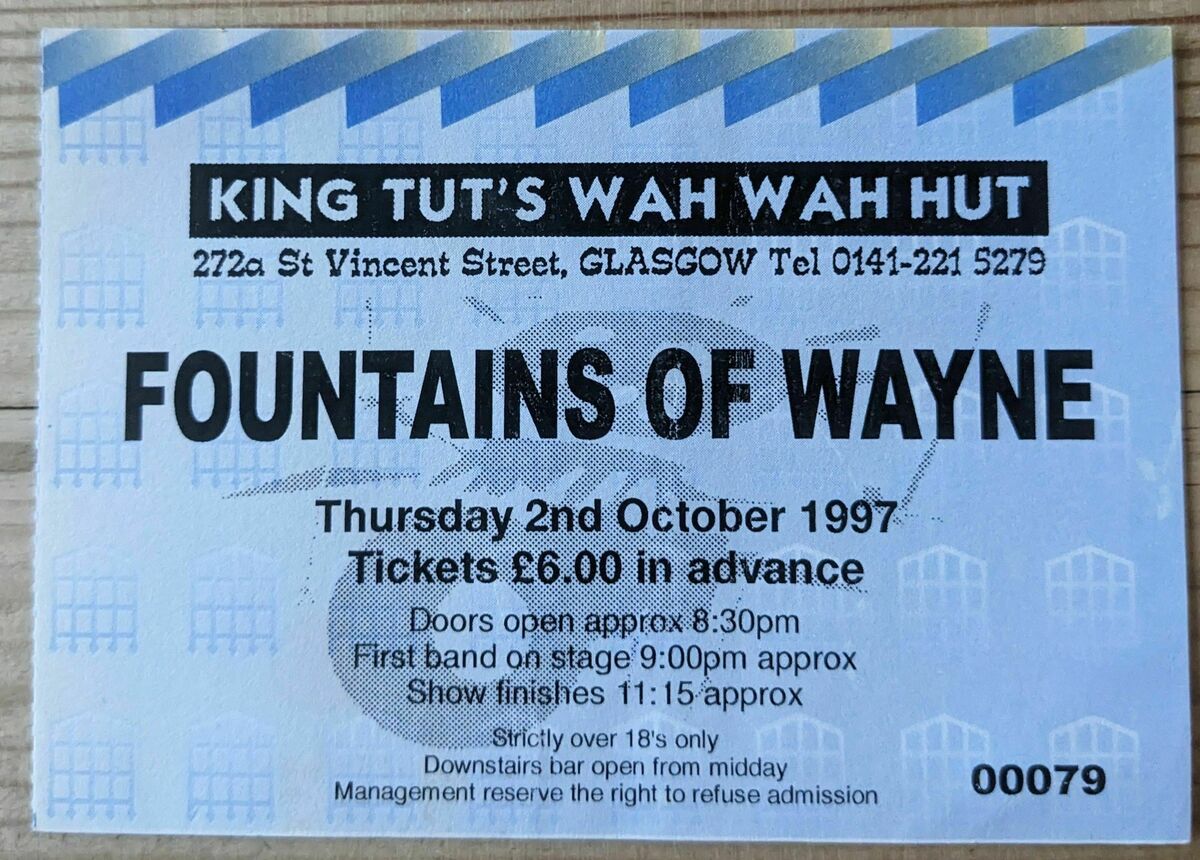 KING TUT'S WAH WAH HUT
272a St Vincent Street, GLASGOW Tel 0141-221 5279
FOUNTAINS OF WAYNE
Thursday 2nd October 1997
Tickets £6.00 in advance
Doors open approx 8:30pm
First band on stage 9:00pm approx
Show finishes 11:15 approx
Strictly over 18's only
Downstairs bar open from midday
Management reserve the right to refuse admission
00079